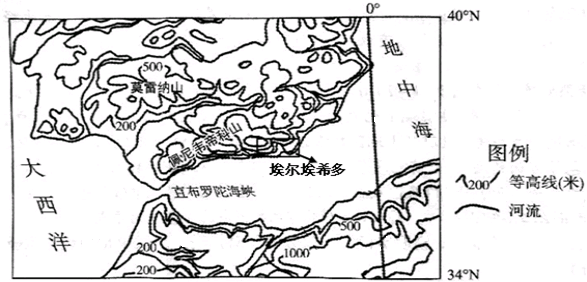 0°
40°N
地中海
500
莫雷纳山
200
佩尼韦蒂科山
埃尔埃希多
大西洋
直布罗陀海峡
图例
200 等高线(米)
河流
500
200
1000
200
34°N